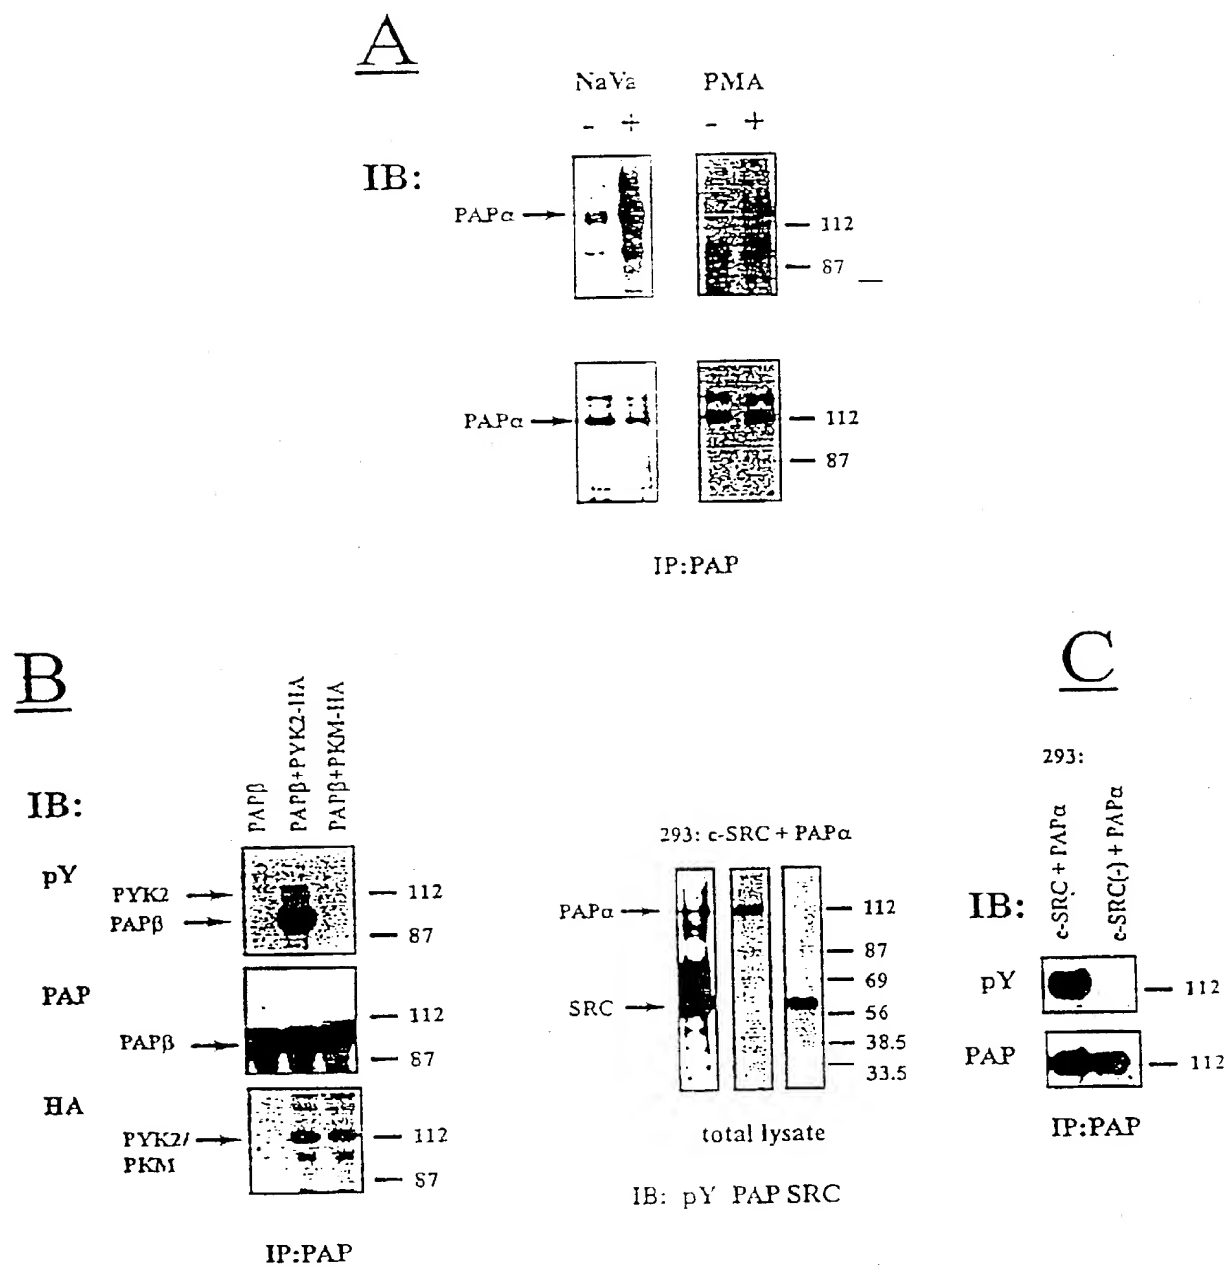 A
NaVa PMA
- + - +
IB:
PAPα
112
87
PAPα
112
87
IP:PAP
B
PAPβ
PAPβ+PYK2-HA
PAPβ+PKM-HA
IB:
pY
PYK2
PAPβ
112
87
PAP
PAPβ
112
87
HA
PYK2/
PKM
112
87
IP:PAP
293: c-SRC + PAPα
PAPα
SRC
112
87
69
56
38.5
33.5
total lysate
IB: pY PAP SRC
C
293:
c-SRC + PAPα
c-SRC(-) + PAPα
IB:
pY
112
PAP
112
IP:PAP